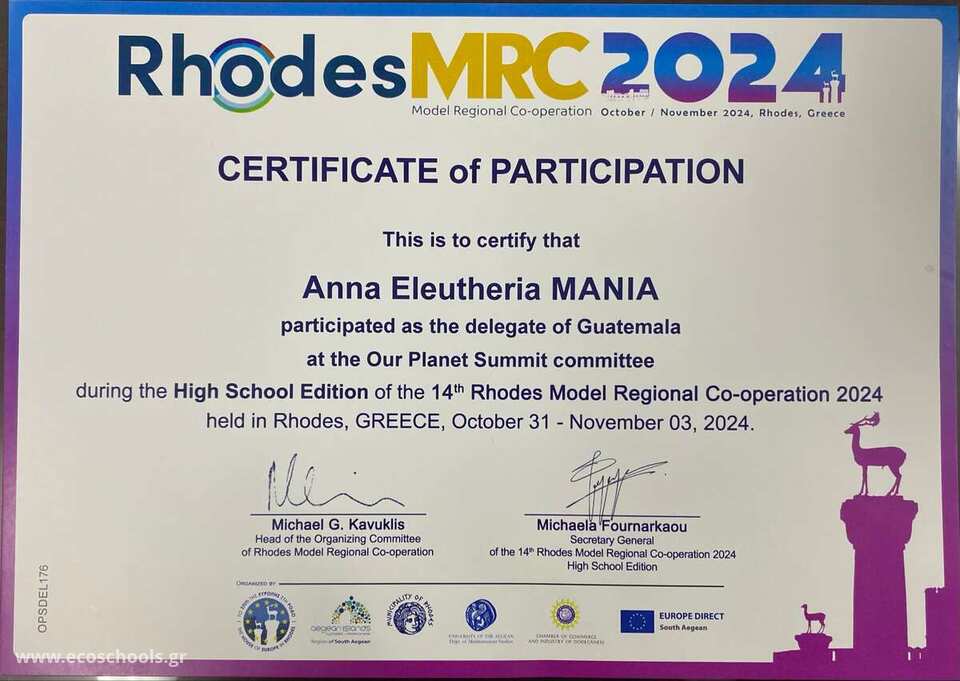 RhodesMRC 2024
Model Regional Co-operation October / November 2024, Rhodes, Greece
CERTIFICATE of PARTICIPATION
This is to certify that
Anna Eleutheria MANIA
participated as the delegate of Guatemala
at the Our Planet Summit committee
during the High School Edition of the 14th Rhodes Model Regional Co-operation 2024
held in Rhodes, GREECE, October 31 - November 03, 2024.
Michael G. Kavuklis
Head of the Organizing Committee
of Rhodes Model Regional Co-operation
Michaela Fournarkaou
Secretary General
of the 14th Rhodes Model Regional Co-operation 2024
High School Edition
ORGANIZED BY
aegean islands
Region of South Aegean
MUNICIPALITY OF RHODES
UNIVERSITY OF THE AEGEAN
Dept. of Mediterranean Studies
CHAMBER OF COMMERCE
AND INDUSTRY OF DODECANESE
EUROPE DIRECT
South Aegean
OPSDEL176
www.ecoschools.gr